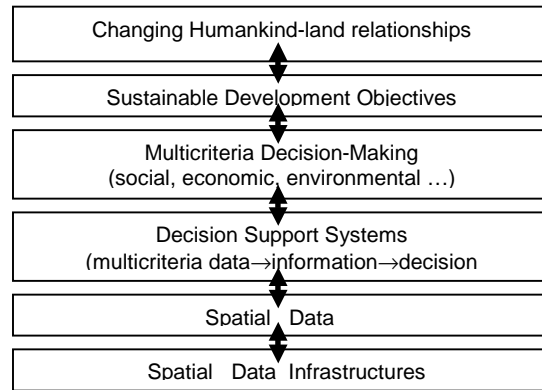 Changing Humankind-land relationships
Sustainable Development Objectives
Multicriteria Decision-Making
(social, economic, environmental …)
Decision Support Systems
(multicriteria data→information→decision
Spatial Data
Spatial Data Infrastructures